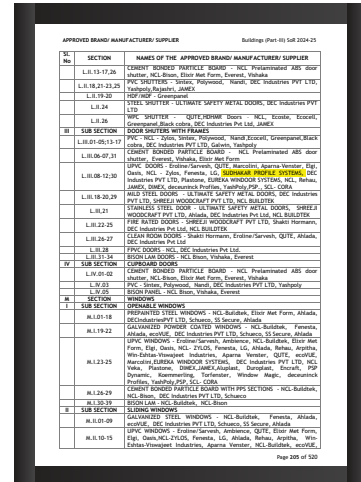 APPROVED BRAND/ MANUFACTURER/ SUPPLIER Buildings (Part-III) SoR 2024-25
Sl. No SECTION NAMES OF THE APPROVED BRAND/ MANUFACTURER/ SUPPLIER
L.II.13-17,26 CEMENT BONDED PARTICLE BOARD - NCL Prelaminated ABS door
shutter, NCL-Bison, Elixir Met Form, Everest, Vishaka
L.II.18,21-23,25 PVC SHUTTERS - Sintex, Polywood, Nandi, DEC Industries PVT LTD,
Yashpoly,Rajashri, JAMEX
L.II.19-20 HDF/MDF - Greenpanel
L.II.24 STEEL SHUTTER - ULTIMATE SAFETY METAL DOORS, DEC Industries PVT
LTD
L.II.26 WPC SHUTTER - QUTE,HDHMR Doors - NCL, Ecoste, Ecocell,
Greenpanel,Black cobra, DEC Industries Pvt Ltd, JAMEX
III SUB SECTION DOOR SHUTERS WITH FRAMES
L.III.01-05;13-17 PVC - NCL- Zylos, Sintex, Polywood, Nandi,Ecocell, Greenpanel,Black
cobra, DEC Industries PVT LTD, Galwin, Yashpoly
L.III.06-07,31 CEMENT BONDED PARTICLE BOARD - NCL Prelaminated ABS door
shutter, Everest, Vishaka, Elixir Met Form
L.III.08-12;30 UPVC DOORS - Eroline/Sarvesh, QUTE, Marcolini, Aparna-Venster, Elgi,
Oasis, NCL - Zylos, Fenesta, LG, SUDHAKAR PROFILE SYSTEMS, DEC
Industries PVT LTD, Plastone, EUREKA WINDOOR SYSTEMS, NCL, Rehau,
JAMEX, DIMEX, deceuninck Profiles, YashPoly,PSP., SCL- CORA
L.III.18-20,29 MILD STEEL DOORS - ULTIMATE SAFETY METAL DOORS, DEC Industries
PVT LTD, SHREEJI WOODCRAFT PVT LTD, NCL BUILDTEK
L.III,21 STAINLESS STEEL DOOR - ULTIMATE SAFETY METAL DOORS, SHREEJI
WOODCRAFT PVT LTD, Ahlada, DEC Industries Pvt Ltd, NCL BUILDTEK
L.III.22-25 FIRE RATED DOORS - SHREEJI WOODCRAFT PVT LTD, Shakti Hormann,
DEC Industries Pvt Ltd, NCL BUILDTEK
L.III.26-27 CLEAN ROOM DOORS - Shakti Hormann, Eroline/Sarvesh, QUTE, Ahlada,
DEC Industries Pvt Ltd
L.III.28 FPVC DOORS - NCL, DEC Industries Pvt Ltd.
L.III.31-34 BISON LAM DOORS - NCL Bison, Vishaka, Everest
IV SUB SECTION CUPBOARD DOORS
L.IV.01-02 CEMENT BONDED PARTICLE BOARD - NCL Prelaminated ABS door
shutter, NCL Bison, Vishaka, Elixir Met Form, Everest
L.IV.03 PVC - Sintex, Polywood, Nandi, DEC Industries PVT LTD, Yashpoly
L.IV.05 BISON PANEL - NCL Bison, Vishaka, Everest
M SECTION WINDOWS
I SUB SECTION OPENABLE WINDOWS
M.I.01-18 PREPAINTED STEEL WINDOWS - NCL-Buildtek, Elixir Met Form, Ahlada,
DECIndustriesPVT LTD, Schueco, SS Secure, Ahlada
M.I.19-22 GALVANIZED POWDER COATED WINDOWS - NCL-Buildtek, Fenesta,
Ahlada, ecoVUE, DEC Industries PVT LTD, Schueco, SS Secure, Ahlada
M.I.23-25 UPVC WINDOWS - Eroline/Sarvesh, Ambience, NCL-Buildtek, Elixir Met
Form, Elgi, Oasis, NCL- ZYLOS, Fenesta, LG, Ahlada, Rehau, Arpitha,
Win-Eshtas-Viswajeet Industries, Aparna Venster, QUTE, ecoVUE,
Marcolini,EUREKA WINDOOR SYSTEMS, DEC Industries PVT LTD, NCL
Veka, Plastone, DIMEX,JAMEX,Aluplast, Duroplast, Encraft, PSP
Dynamic, Koemmerling, Torfenster, Window Magic, deceuninck
Profiles, YashPoly,PSP, SCL- CORA
M.I.26-29 CEMENT BONDED PARTICLE BOARD WITH PPS SECTIONS - NCL-Buildtek,
NCL-Bison, DEC Industries PVT LTD, Schueco
M.I.30-39 BISON LAM - NCL-Buildtek, NCL-Bison
II SUB SECTION SLIDING WINDOWS
M.II.01-09 GALVANIZED STEEL WINDOWS - NCL-Buildtek, Fenesta, Ahlada,
ecoVUE, DEC Industries PVT LTD, Schueco, SS Secure, Ahlada
M.II.10-15 UPVC WINDOWS - Eroline/Sarvesh, Ambience, QUTE, Elixir Met Form,
Elgi, Oasis,NCL-ZYLOS, Fenesta, LG, Ahlada, Rehau, Arpitha, Win-
Eshtas-Viswajeet Industries, Aparna Venster, NCL-Buildtek, ecoVUE,
Page 205 of 520